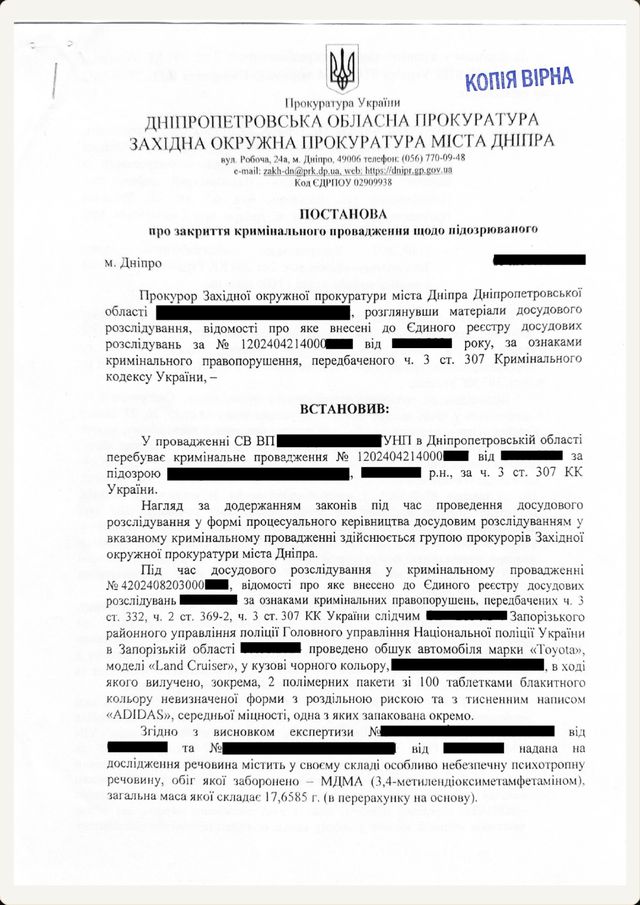 КОПІЯ ВІРНА
Прокуратура України
ДНІПРОПЕТРОВСЬКА ОБЛАСНА ПРОКУРАТУРА
ЗАХІДНА ОКРУЖНА ПРОКУРАТУРА МІСТА ДНІПРА
вул. Робоча, 24а, м. Дніпро, 49006 телефон: (056) 770-09-48
e-mail: zakh-dn@prk.dp.ua, web: https://dnipr.gp.gov.ua
Код ЄДРПОУ 02909938
ПОСТАНОВА
про закриття кримінального провадження щодо підозрюваного
м. Дніпро
Прокурор Західної окружної прокуратури міста Дніпра Дніпропетровської
області , розглянувши матеріали досудового
розслідування, відомості про яке внесені до Єдиного реєстру досудових
розслідувань за № 1202404214000 від року, за ознаками
кримінального правопорушення, передбаченого ч. 3 ст. 307 Кримінального
кодексу України, –
ВСТАНОВИВ:
У провадженні СВ ВП УНП в Дніпропетровській області
перебуває кримінальне провадження № 1202404214000 від за
підозрою , р.н., за ч. 3 ст. 307 КК
України.
Нагляд за додержанням законів під час проведення досудового
розслідування у формі процесуального керівництва досудовим розслідуванням у
вказаному кримінальному провадженні здійснюється групою прокурорів Західної
окружної прокуратури міста Дніпра.
Під час досудового розслідування у кримінальному провадженні
№4202408203000 , відомості про яке внесено до Єдиного реєстру досудових
розслідувань за ознаками кримінальних правопорушень, передбачених ч. 3
ст. 332, ч. 2 ст. 369-2, ч. 3 ст. 307 КК України слідчим Запорізького
районного управління поліції Головного управління Національної поліції України
в Запорізькій області проведено обшук автомобіля марки «Toyota»,
моделі «Land Cruiser», у кузові чорного кольору, , в ході
якого вилучено, зокрема, 2 полімерних пакети зі 100 таблетками блакитного
кольору невизначеної форми з роздільною рискою та з тисненним написом
«ADIDAS», середньої міцності, одна з яких запакована окремо.
Згідно з висновком експертизи № від
та № від надана на
дослідження речовина містить у своєму складі особливо небезпечну психотропну
речовину, обіг якої заборонено – МДМА (3,4-метилендіоксиметамфетаміном),
загальна маса якої складає 17,6585 г. (в перерахунку на основу).